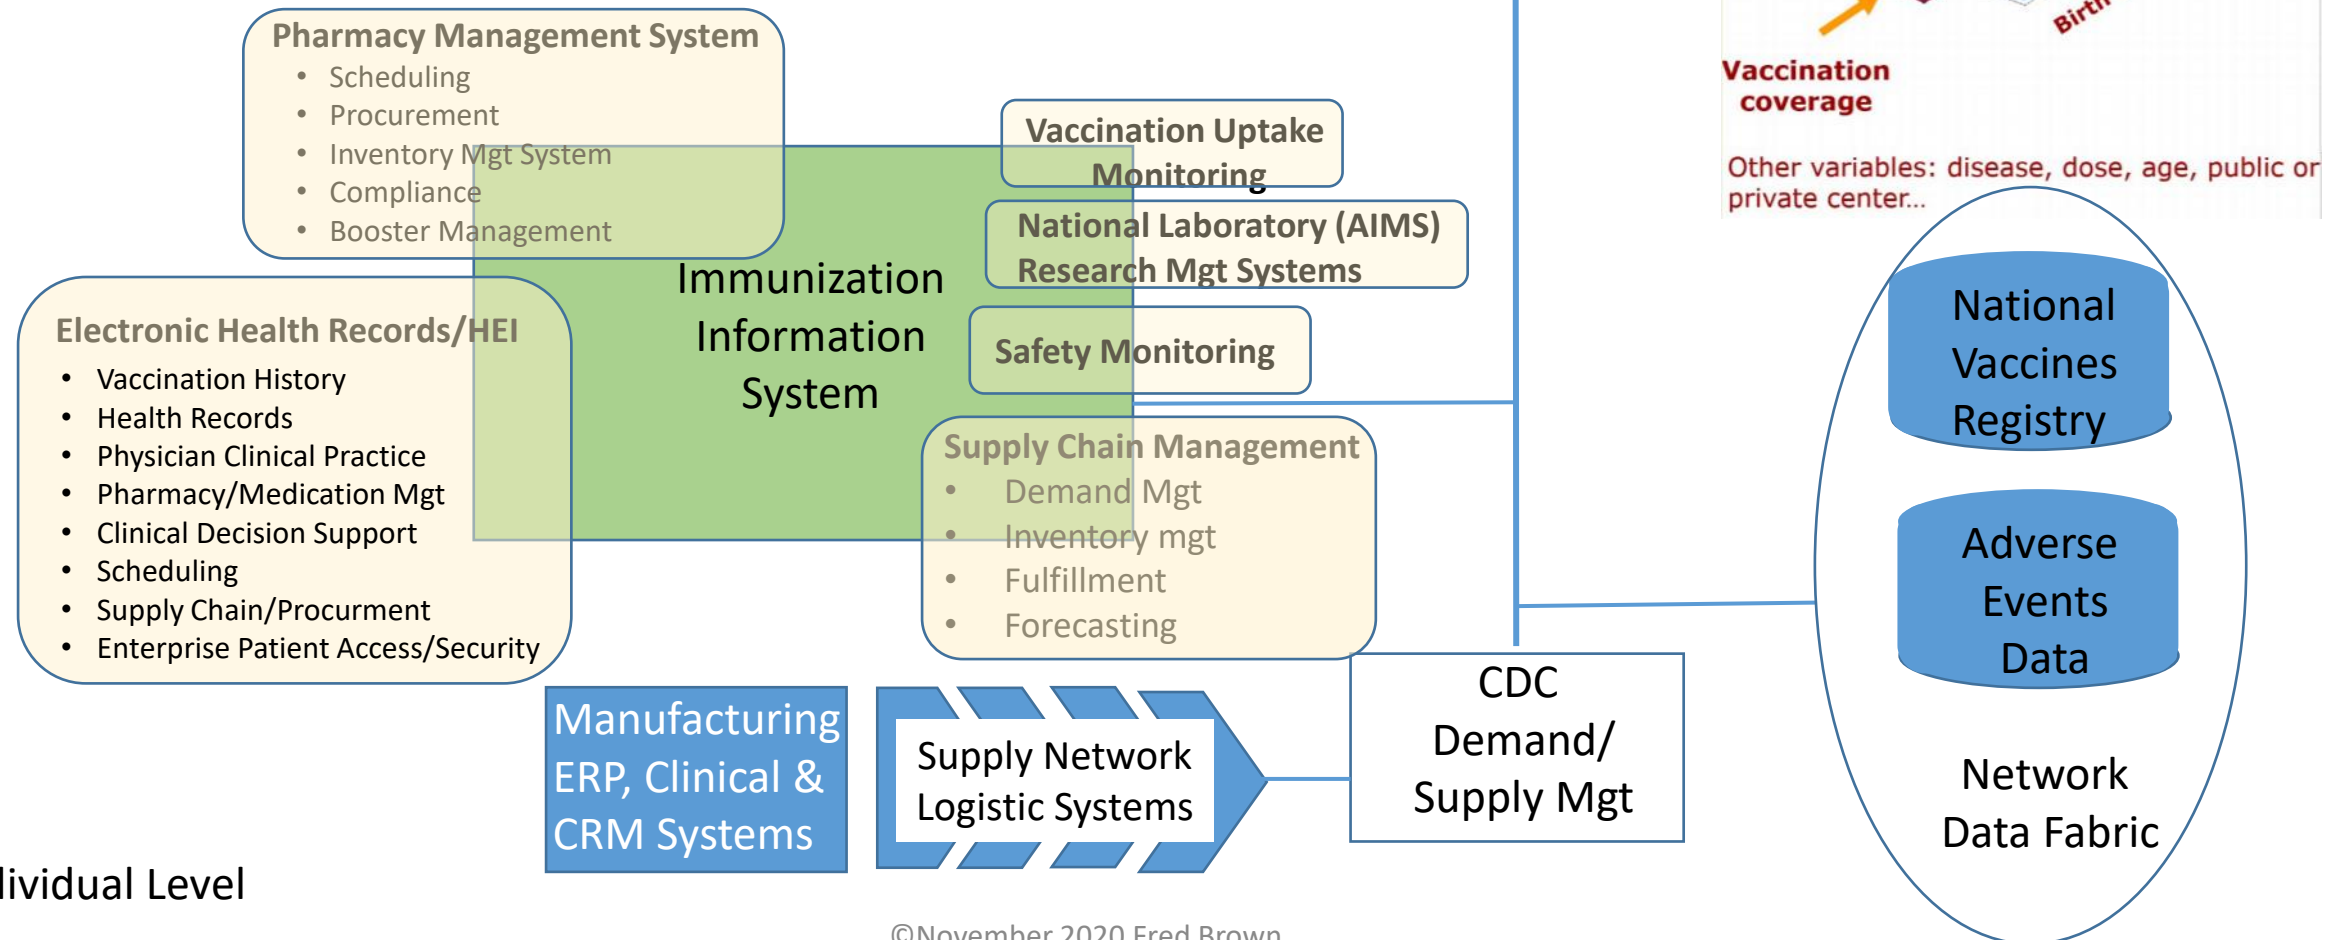 Pharmacy Management System
• Scheduling
• Procurement
• Inventory Mgt System
• Compliance
• Booster Management
Electronic Health Records/HEI
• Vaccination History
• Health Records
• Physician Clinical Practice
• Pharmacy/Medication Mgt
• Clinical Decision Support
• Scheduling
• Supply Chain/Procurment
• Enterprise Patient Access/Security
Immunization
Information
System
Vaccination Uptake
Monitoring
National Laboratory (AIMS)
Research Mgt Systems
Safety Monitoring
Supply Chain Management
• Demand Mgt
• Inventory mgt
• Fulfillment
• Forecasting
Manufacturing
ERP, Clinical &
CRM Systems
Supply Network
Logistic Systems
CDC
Demand/
Supply Mgt
Birth
Vaccination
coverage
Other variables: disease, dose, age, public or
private center...
National
Vaccines
Registry
Adverse
Events
Data
Network
Data Fabric
Level
©November 2020 Fred Brown